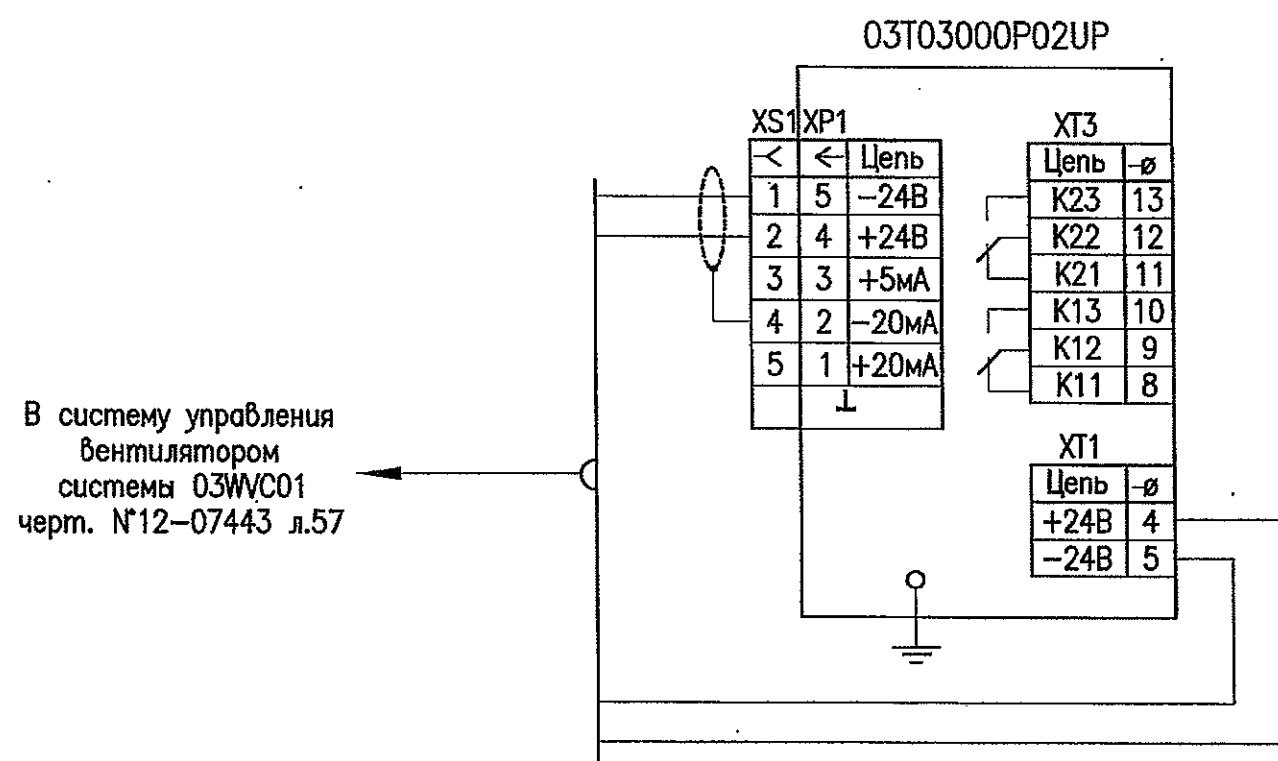 03T03000P02UP
XS1 XP1
Цепь
1 5 –24В
2 4 +24В
3 3 +5мА
4 2 –20мА
5 1 +20мА
XT3
Цепь –ø
K23 13
K22 12
K21 11
K13 10
K12 9
K11 8
XT1
Цепь –ø
+24В 4
–24В 5
В систему управления
вентилятором
системы 03WVC01
черт. N°12–07443 л.57